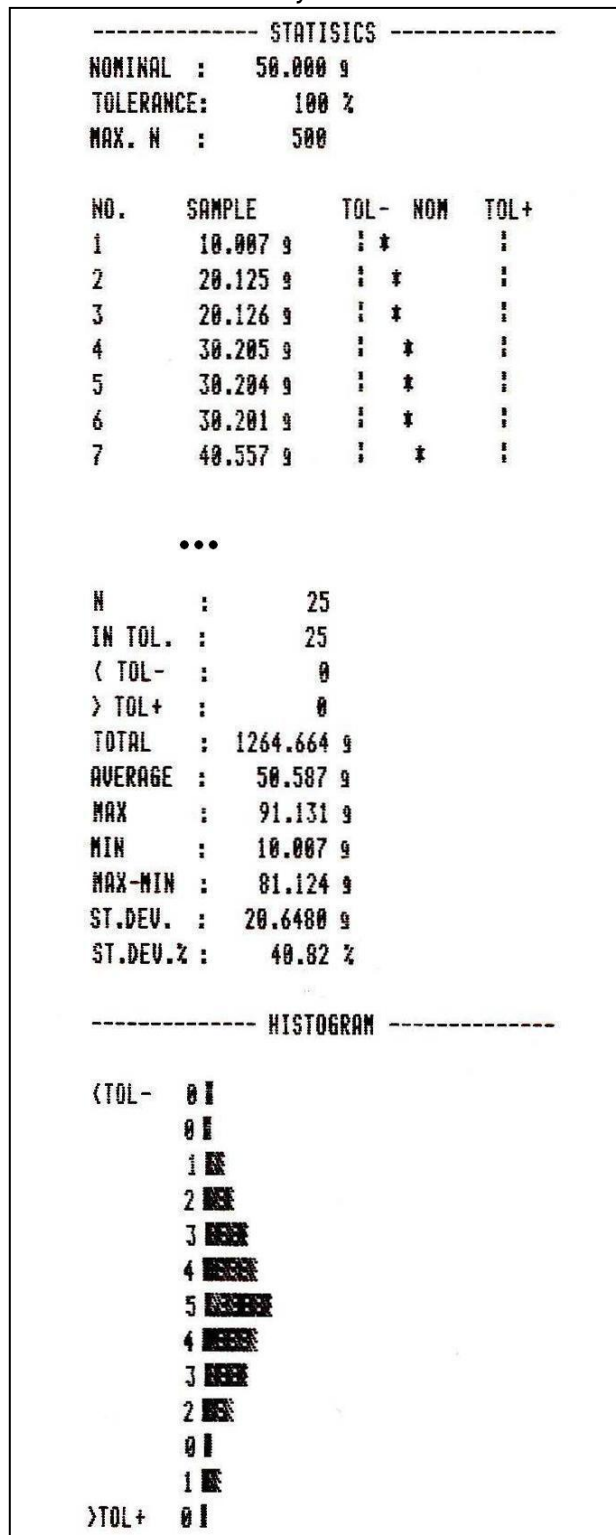 -------------- STATISICS --------------
NOMINAL : 50.000 g
TOLERANCE: 100 %
MAX. N : 500
NO. SAMPLE TOL- NOM TOL+
1 10.007 g ¦ * ¦
2 20.125 g ¦ * ¦
3 20.126 g ¦ * ¦
4 30.205 g ¦ * ¦
5 30.204 g ¦ * ¦
6 30.201 g ¦ * ¦
7 40.557 g ¦ * ¦
•••
N : 25
IN TOL. : 25
< TOL- : 0
> TOL+ : 0
TOTAL : 1264.664 g
AVERAGE : 50.587 g
MAX : 91.131 g
MIN : 10.007 g
MAX-MIN : 81.124 g
ST.DEV. : 20.6480 g
ST.DEV.% : 40.82 %
-------------- HISTOGRAM --------------
<TOL- 0
0
1
2
3
4
5
4
3
2
0
1
>TOL+ 0